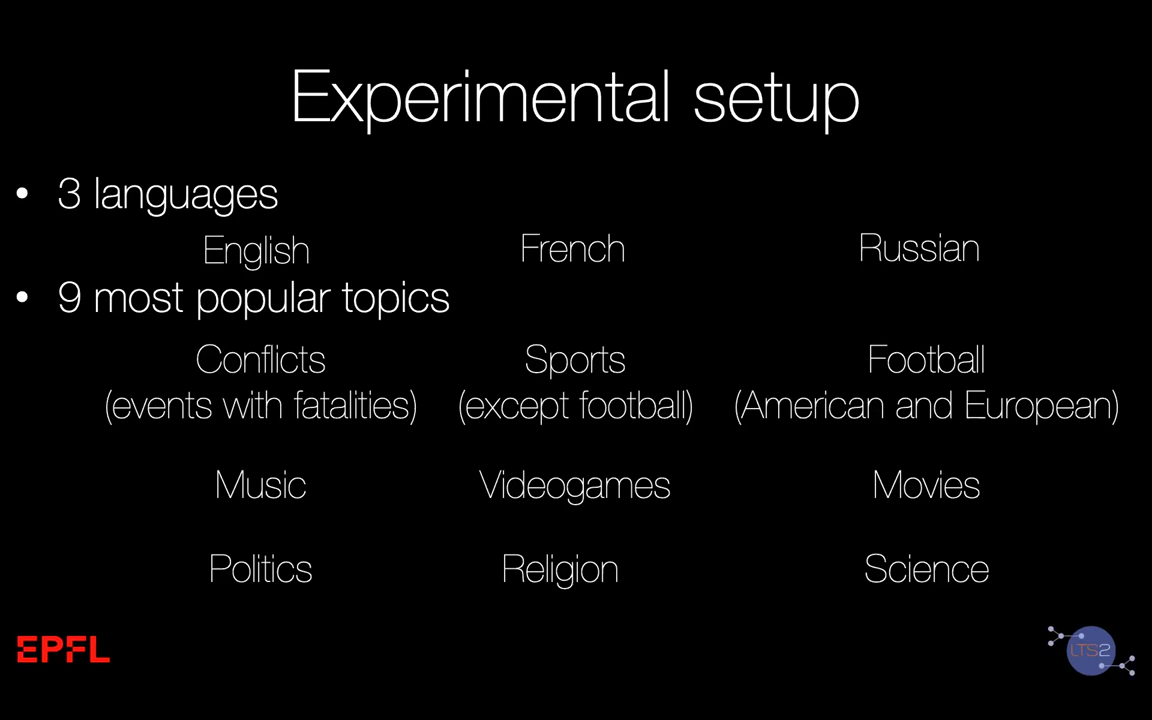 Experimental setup
• 3 languages
English French Russian
• 9 most popular topics
Conflicts Sports Football
(events with fatalities) (except football) (American and European)
Music Videogames Movies
Politics Religion Science
EPFL LTS2